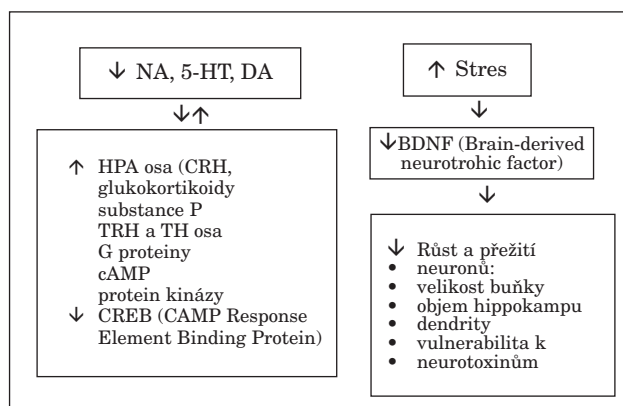 ↓ NA, 5-HT, DA
↓↑
↑ HPA osa (CRH,
glukokortikoidy
substance P
TRH a TH osa
G proteiny
cAMP
protein kinázy
↓ CREB (CAMP Response
Element Binding Protein)
↑ Stres
↓
↓BDNF (Brain-derived
neurotrohic factor)
↓
↓ Růst a přežití
• neuronů:
• velikost buňky
• objem hippokampu
• dendrity
• vulnerabilita k
• neurotoxinům